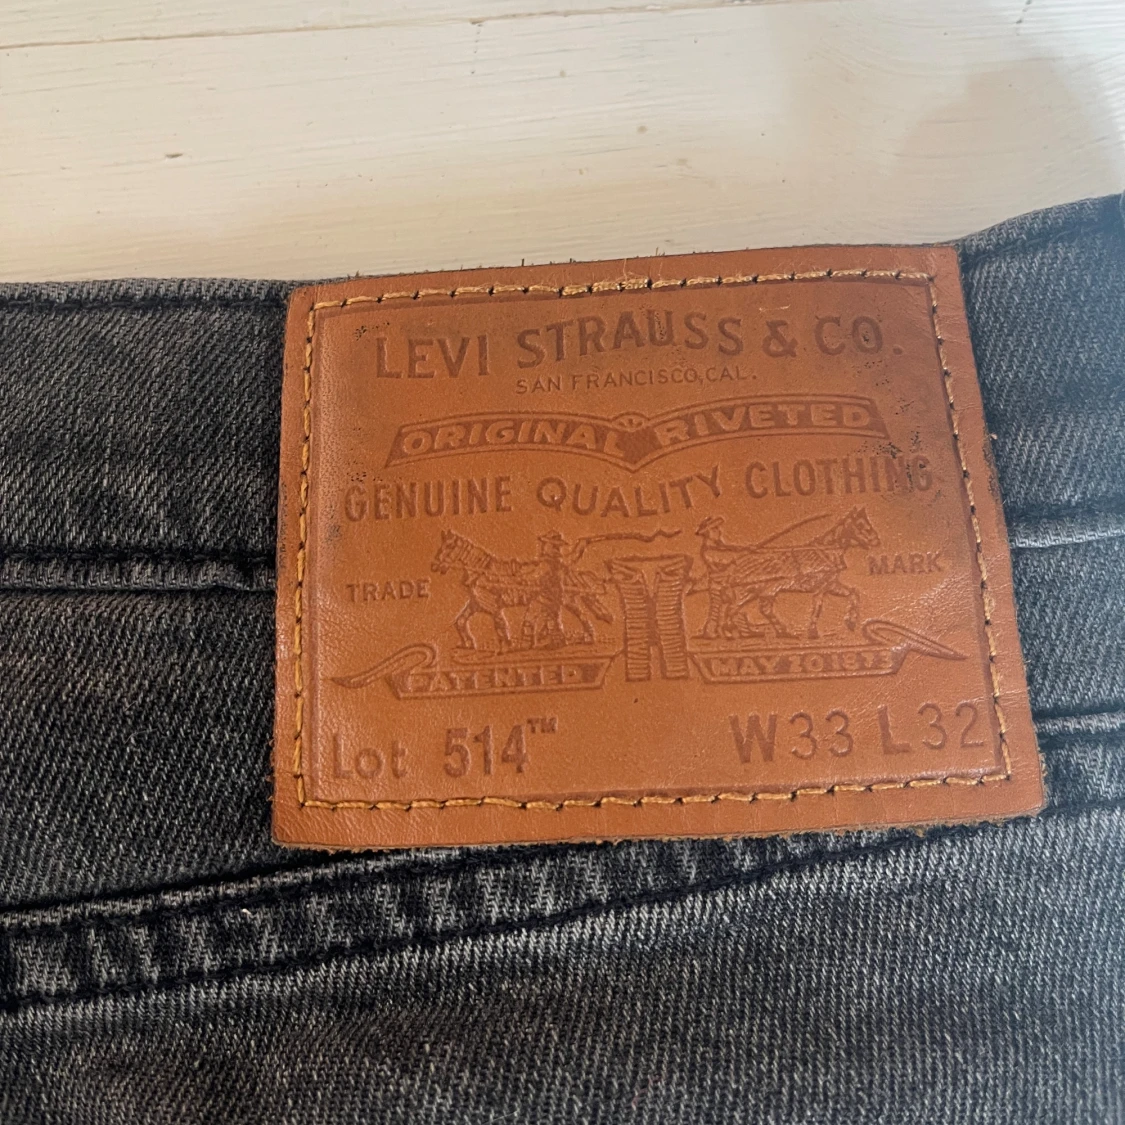 LEVI STRAUSS & CO.
SAN FRANCISCO, CAL.
ORIGINAL RIVETED
GENUINE QUALITY CLOTHING
TRADE MARK
PATENTED MAY 20 1873
Lot 514™ W33 L32